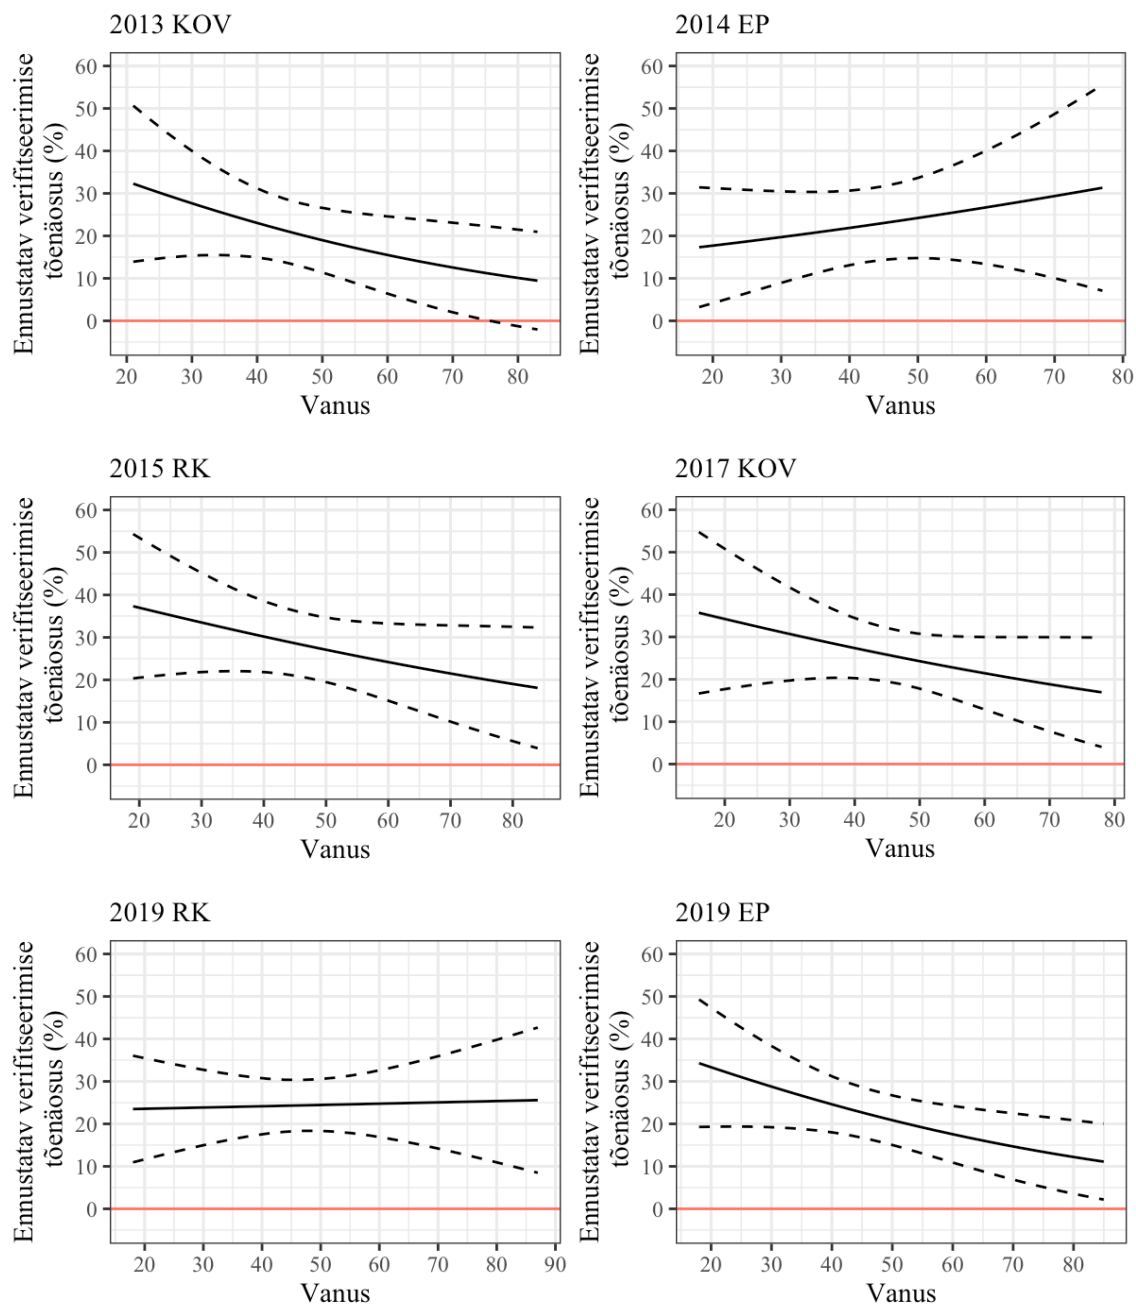 2013 KOV
Ennustatav verifitseerimise
tõenäosus (%)
60
50
40
30
20
10
0
20 30 40 50 60 70 80
Vanus
2014 EP
Ennustatav verifitseerimise
tõenäosus (%)
60
50
40
30
20
10
0
20 30 40 50 60 70 80
Vanus
2015 RK
Ennustatav verifitseerimise
tõenäosus (%)
60
50
40
30
20
10
0
20 30 40 50 60 70 80
Vanus
2017 KOV
Ennustatav verifitseerimise
tõenäosus (%)
60
50
40
30
20
10
0
20 30 40 50 60 70 80
Vanus
2019 RK
Ennustatav verifitseerimise
tõenäosus (%)
60
50
40
30
20
10
0
20 30 40 50 60 70 80 90
Vanus
2019 EP
Ennustatav verifitseerimise
tõenäosus (%)
60
50
40
30
20
10
0
20 30 40 50 60 70 80
Vanus